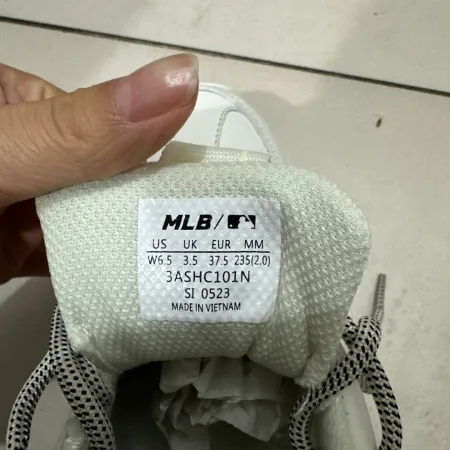 MLB/
US UK EUR MM
W6.5 3.5 37.5 235(2.0)
3ASHC101N
SI 0523
MADE IN VIETNAM